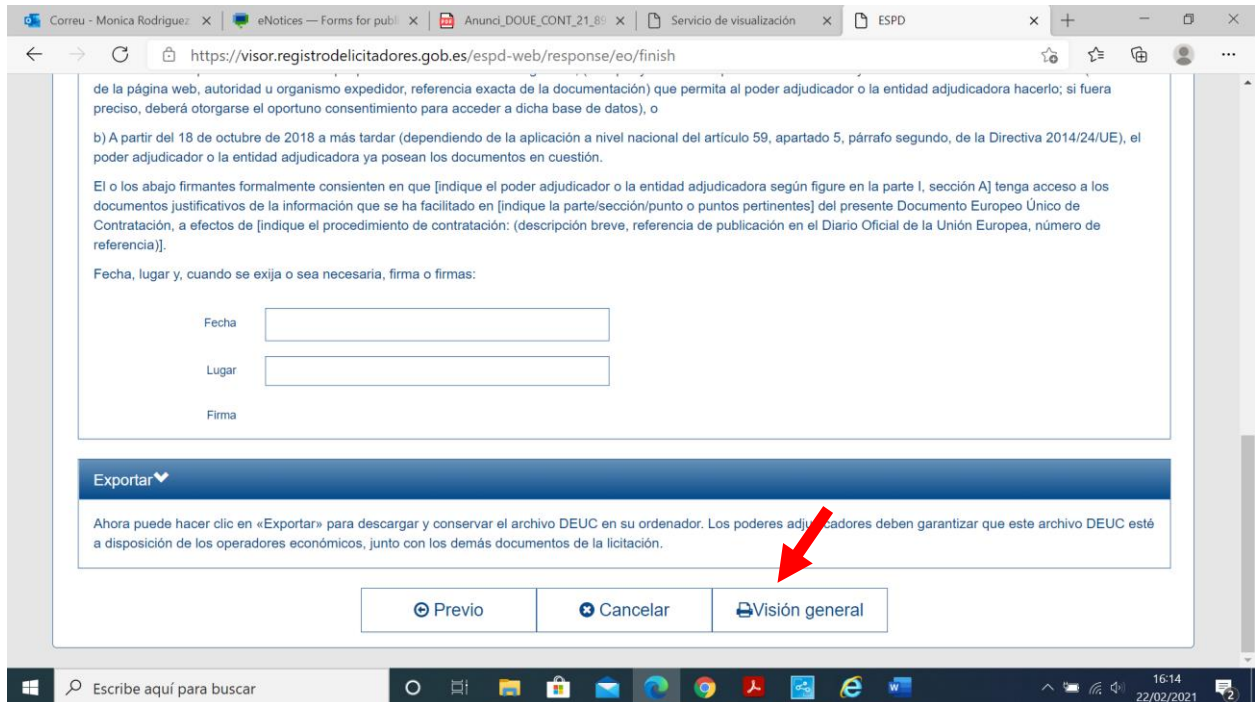 Correu - Monica Rodriguez
eNotices — Forms for publi
Anunci_DOUE_CONT_21_89
Servicio de visualización
ESPD
https://visor.registrodelicitadores.gob.es/espd-web/response/eo/finish
de la página web, autoridad u organismo expedidor, referencia exacta de la documentación) que permita al poder adjudicador o la entidad adjudicadora hacerlo; si fuera
preciso, deberá otorgarse el oportuno consentimiento para acceder a dicha base de datos), o
b) A partir del 18 de octubre de 2018 a más tardar (dependiendo de la aplicación a nivel nacional del artículo 59, apartado 5, párrafo segundo, de la Directiva 2014/24/UE), el
poder adjudicador o la entidad adjudicadora ya posean los documentos en cuestión.
El o los abajo firmantes formalmente consienten en que [indique el poder adjudicador o la entidad adjudicadora según figure en la parte I, sección A] tenga acceso a los
documentos justificativos de la información que se ha facilitado en [indique la parte/sección/punto o puntos pertinentes] del presente Documento Europeo Único de
Contratación, a efectos de [indique el procedimiento de contratación: (descripción breve, referencia de publicación en el Diario Oficial de la Unión Europea, número de
referencia)].
Fecha, lugar y, cuando se exija o sea necesaria, firma o firmas:
Fecha
Lugar
Firma
Exportar
Ahora puede hacer clic en «Exportar» para descargar y conservar el archivo DEUC en su ordenador. Los poderes adjudicadores deben garantizar que este archivo DEUC esté
a disposición de los operadores económicos, junto con los demás documentos de la licitación.
Previo
Cancelar
Visión general
Escribe aquí para buscar
16:14
22/02/2021
2